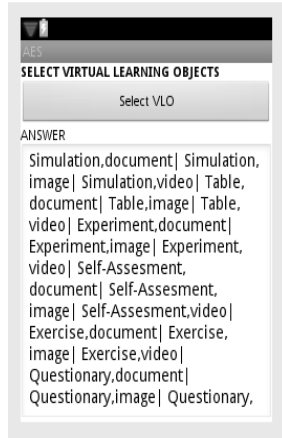 AES
SELECT VIRTUAL LEARNING OBJECTS
Select VLO
ANSWER
Simulation,document| Simulation,
image| Simulation,video| Table,
document| Table,image| Table,
video| Experiment,document|
Experiment,image| Experiment,
video| Self-Assesment,
document| Self-Assesment,
image| Self-Assesment,video|
Exercise,document| Exercise,
image| Exercise,video|
Questionary,document|
Questionary,image| Questionary,